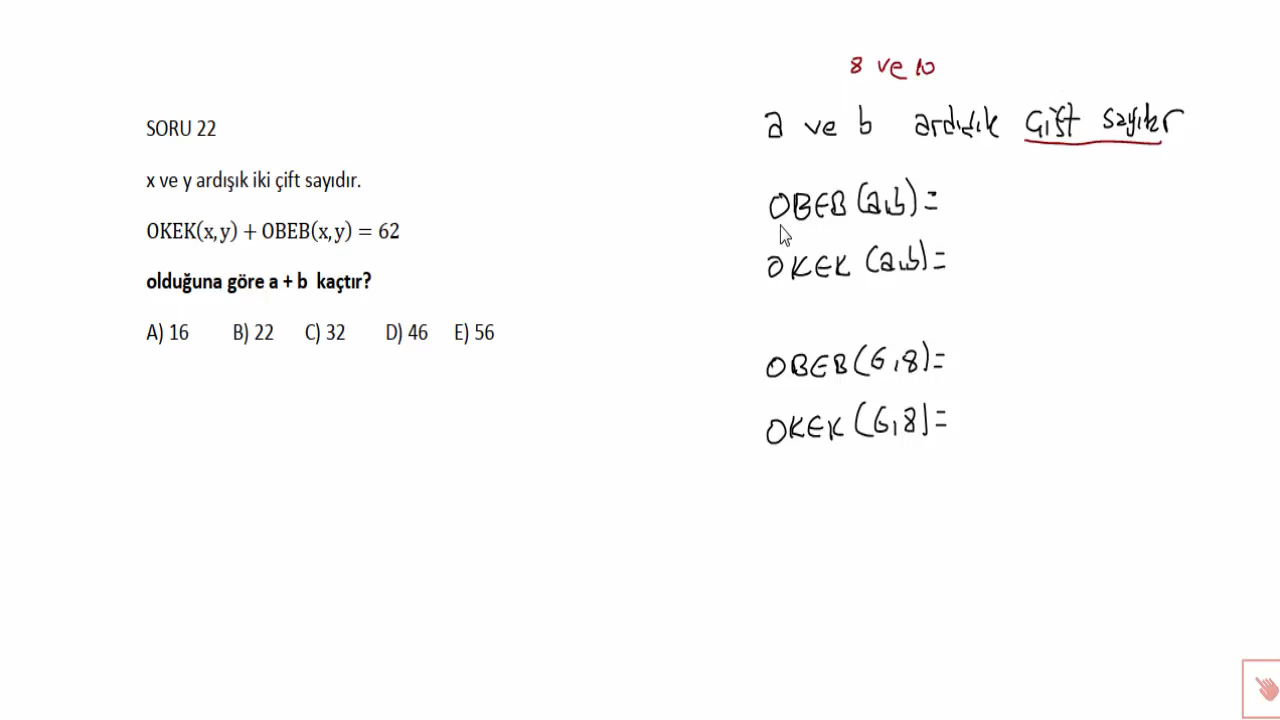 SORU 22
x ve y ardışık iki çift sayıdır.
OKEK(x,y) + OBEB(x,y) = 62
olduğuna göre a + b kaçtır?
A) 16 B) 22 C) 32 D) 46 E) 56
8 ve 10
a ve b ardışık çift sayılar
OBEB(a,b)=
OKEK(a,b)=
OBEB(6,8)=
OKEK(6,8)=